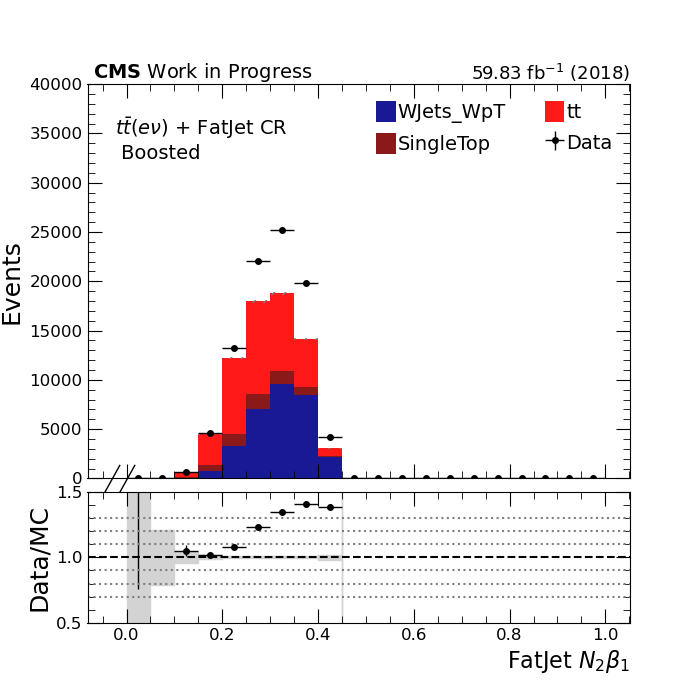 CMS Work in Progress 59.83 fb⁻¹ (2018)
40000
35000
30000
25000
20000
15000
10000
5000
0
Events
tt̄(eν) + FatJet CR
Boosted
WJets_WpT
tt
SingleTop
Data
1.5
1.0
0.5
Data/MC
0.0 0.2 0.4 0.6 0.8 1.0
FatJet N₂β₁